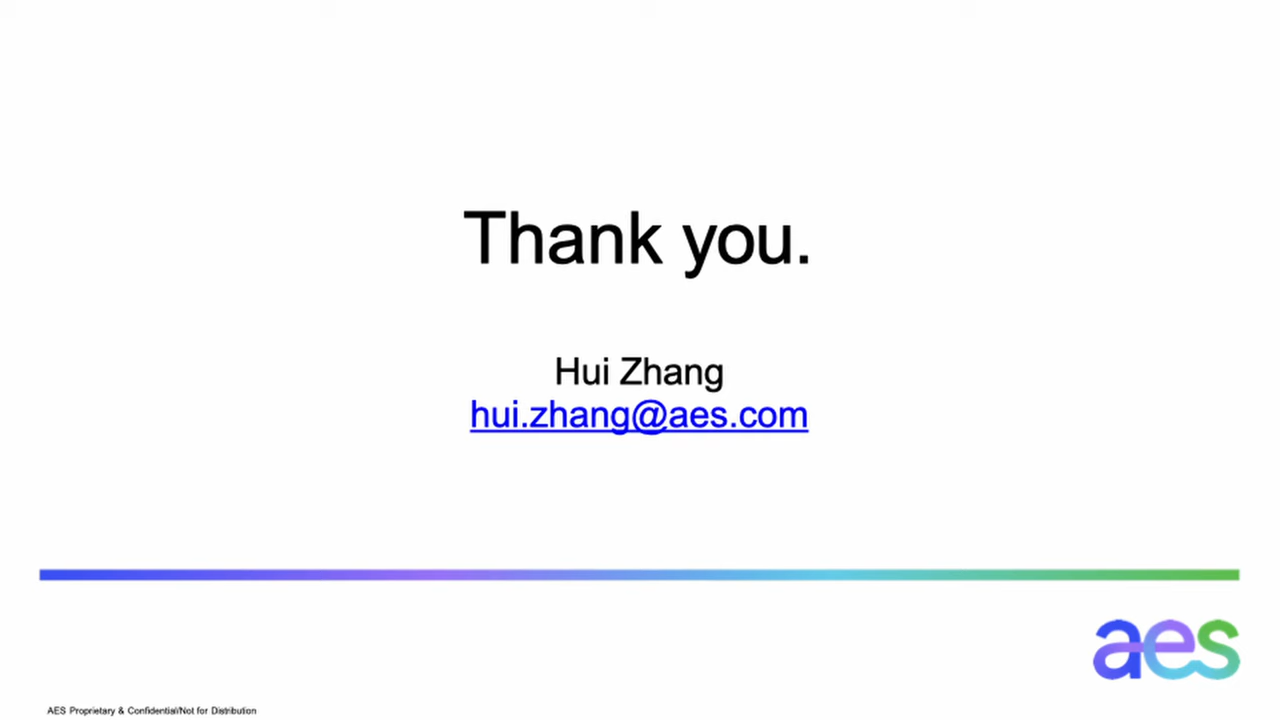 Thank you.
Hui Zhang
hui.zhang@aes.com
aes
AES Proprietary & Confidential/Not for Distribution